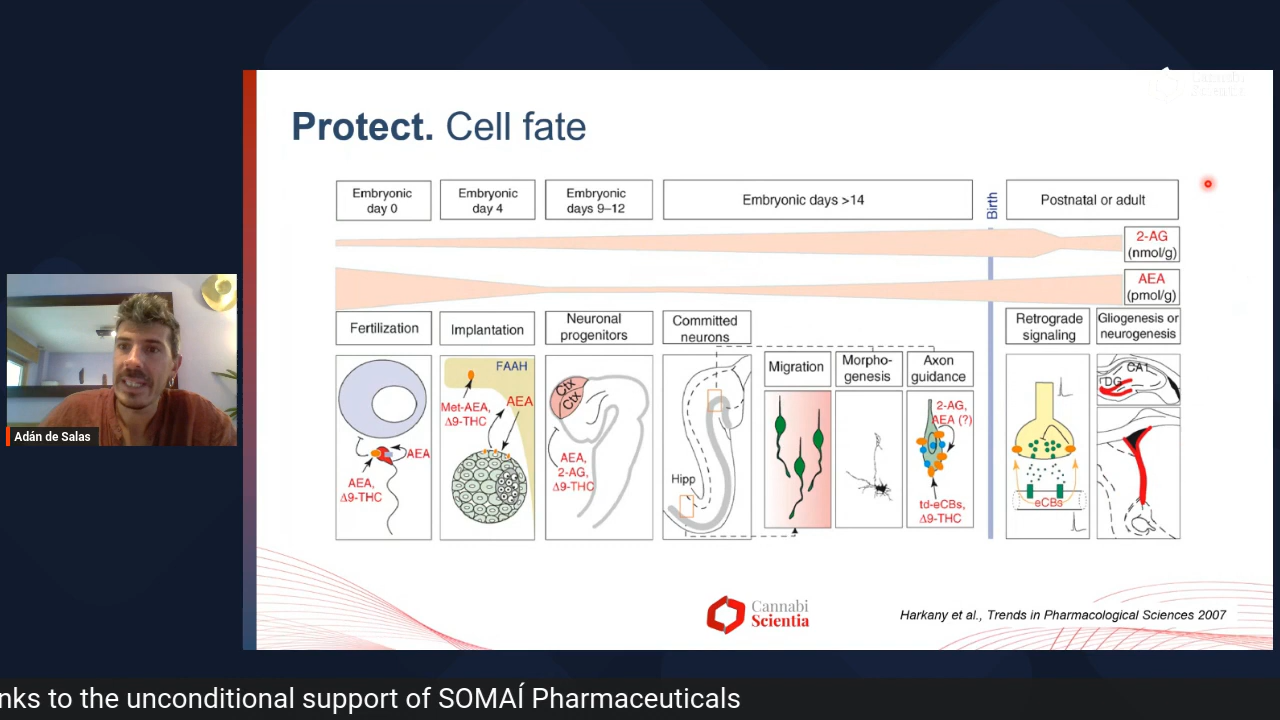 Protect. Cell fate
Embryonic
day 0
Embryonic
day 4
Embryonic
days 9–12
Embryonic days >14
Birth
Postnatal or adult
2-AG
(nmol/g)
AEA
(pmol/g)
Fertilization
Implantation
Neuronal
progenitors
Committed
neurons
Retrograde
signaling
Gliogenesis or
neurogenesis
Migration
Morpho-
genesis
Axon
guidance
AEA
AEA,
Δ9-THC
FAAH
Met-AEA,
Δ9-THC
AEA
Ctx
Ctx
AEA,
2-AG,
Δ9-THC
Hipp
2-AG,
AEA (?)
td-eCBs,
Δ9-THC
eCBs
CA1
DG
Adán de Salas
Cannabi
Scientia
Harkany et al., Trends in Pharmacological Sciences 2007
nks to the unconditional support of SOMAÍ Pharmaceuticals